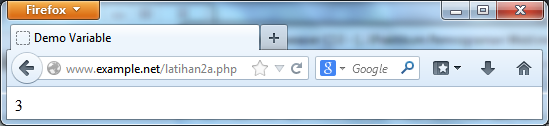 Firefox
Demo Variable
www.example.net/latihan2a.php
Google
3